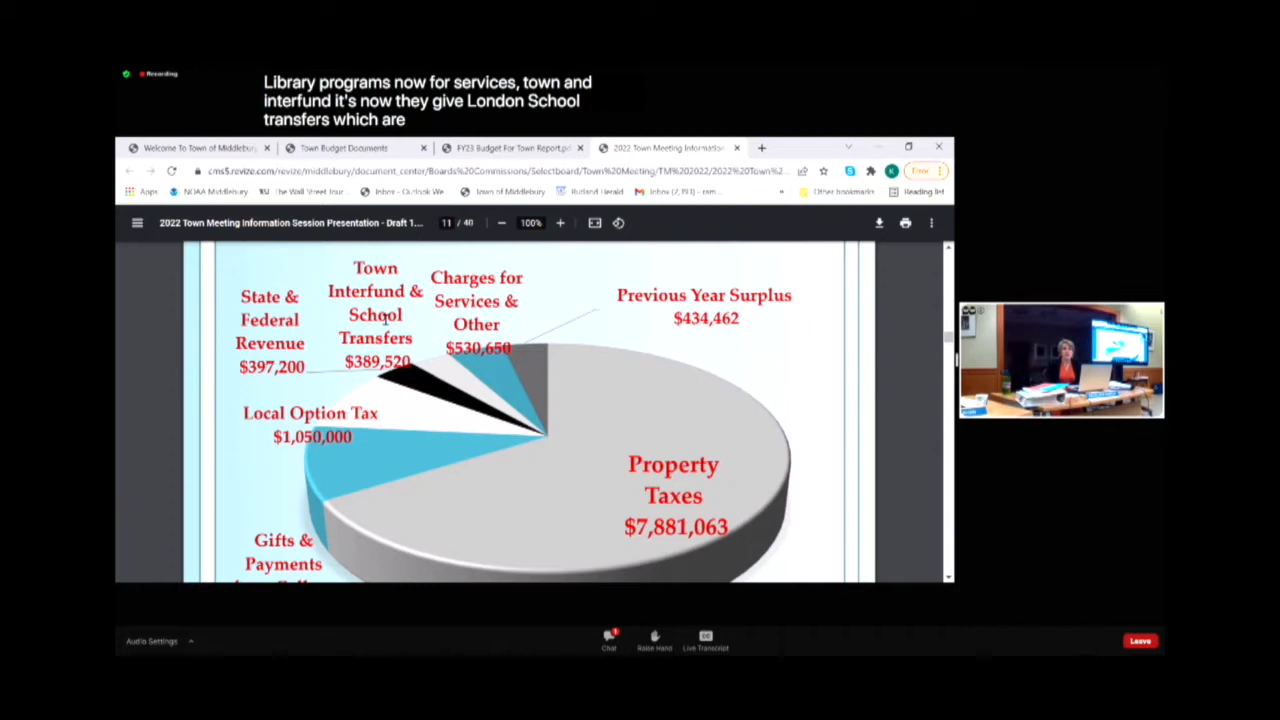 Recording
Library programs now for services, town and
interfund it's now they give London School
transfers which are
Welcome To Town of Middlebury
Town Budget Documents
FY23 Budget For Town Report.pd
2022 Town Meeting Information
cms5.revize.com/revize/middlebury/document_center/Boards%20Commissions/Selectboard/Town%20Meeting/TM%202022/2022%20Town%2...
Error
Apps
NOAA Middlebury
The Wall Street Jour...
Inbox - Outlook We...
Town of Middlebury
Rutland Herald
Other bookmarks
Reading list
2022 Town Meeting Information Session Presentation - Draft 1...
11 / 40
100%
State &
Federal
Revenue
$397,200
Town
Interfund &
School
Transfers
$389,520
Charges for
Services &
Other
$530,650
Previous Year Surplus
$434,462
Local Option Tax
$1,050,000
Property
Taxes
$7,881,063
Gifts &
Payments
Audio Settings
Chat
Raise Hand
Live Transcript
Leave